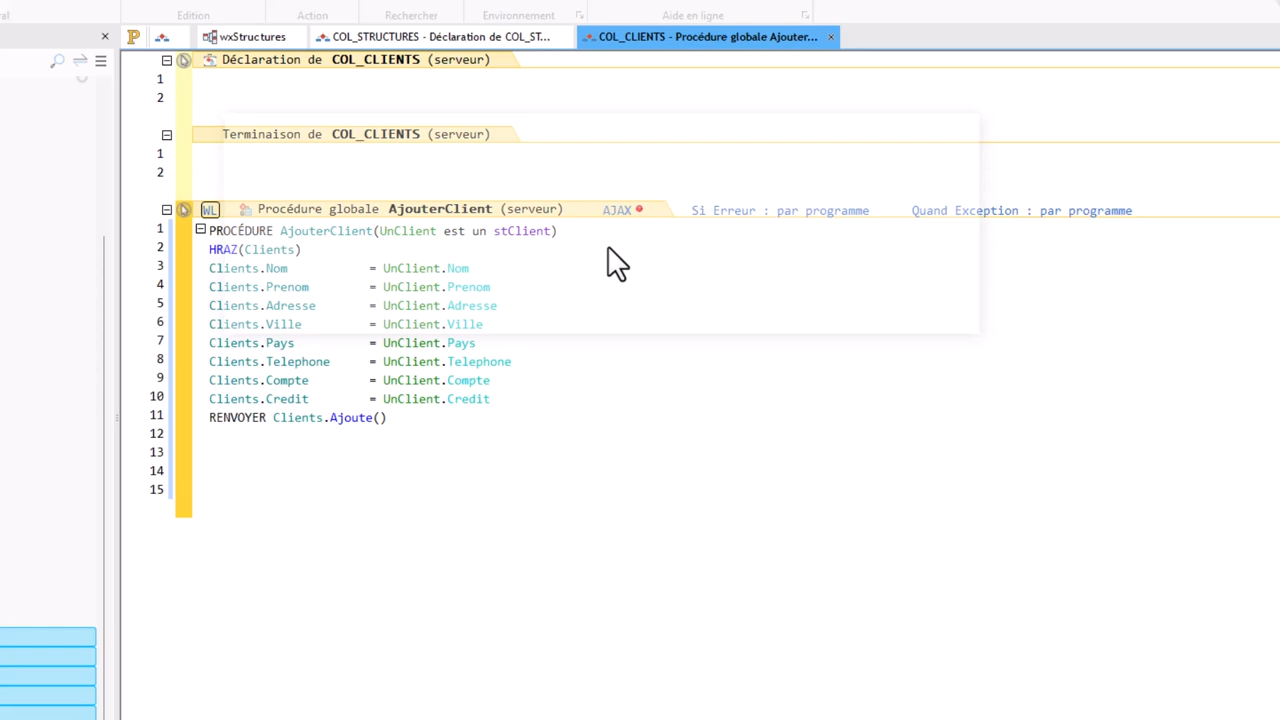 Edition Action Rechercher Environnement Aide en ligne
wxStructures COL_STRUCTURES - Déclaration de COL_ST... COL_CLIENTS - Procédure globale Ajouter... ×
Déclaration de COL_CLIENTS (serveur)
1
2
Terminaison de COL_CLIENTS (serveur)
1
2
WL Procédure globale AjouterClient (serveur) AJAX Si Erreur : par programme Quand Exception : par programme
1 PROCÉDURE AjouterClient(UnClient est un stClient)
2 HRAZ(Clients)
3 Clients.Nom = UnClient.Nom
4 Clients.Prenom = UnClient.Prenom
5 Clients.Adresse = UnClient.Adresse
6 Clients.Ville = UnClient.Ville
7 Clients.Pays = UnClient.Pays
8 Clients.Telephone = UnClient.Telephone
9 Clients.Compte = UnClient.Compte
10 Clients.Credit = UnClient.Credit
11 RENVOYER Clients.Ajoute()
12
13
14
15